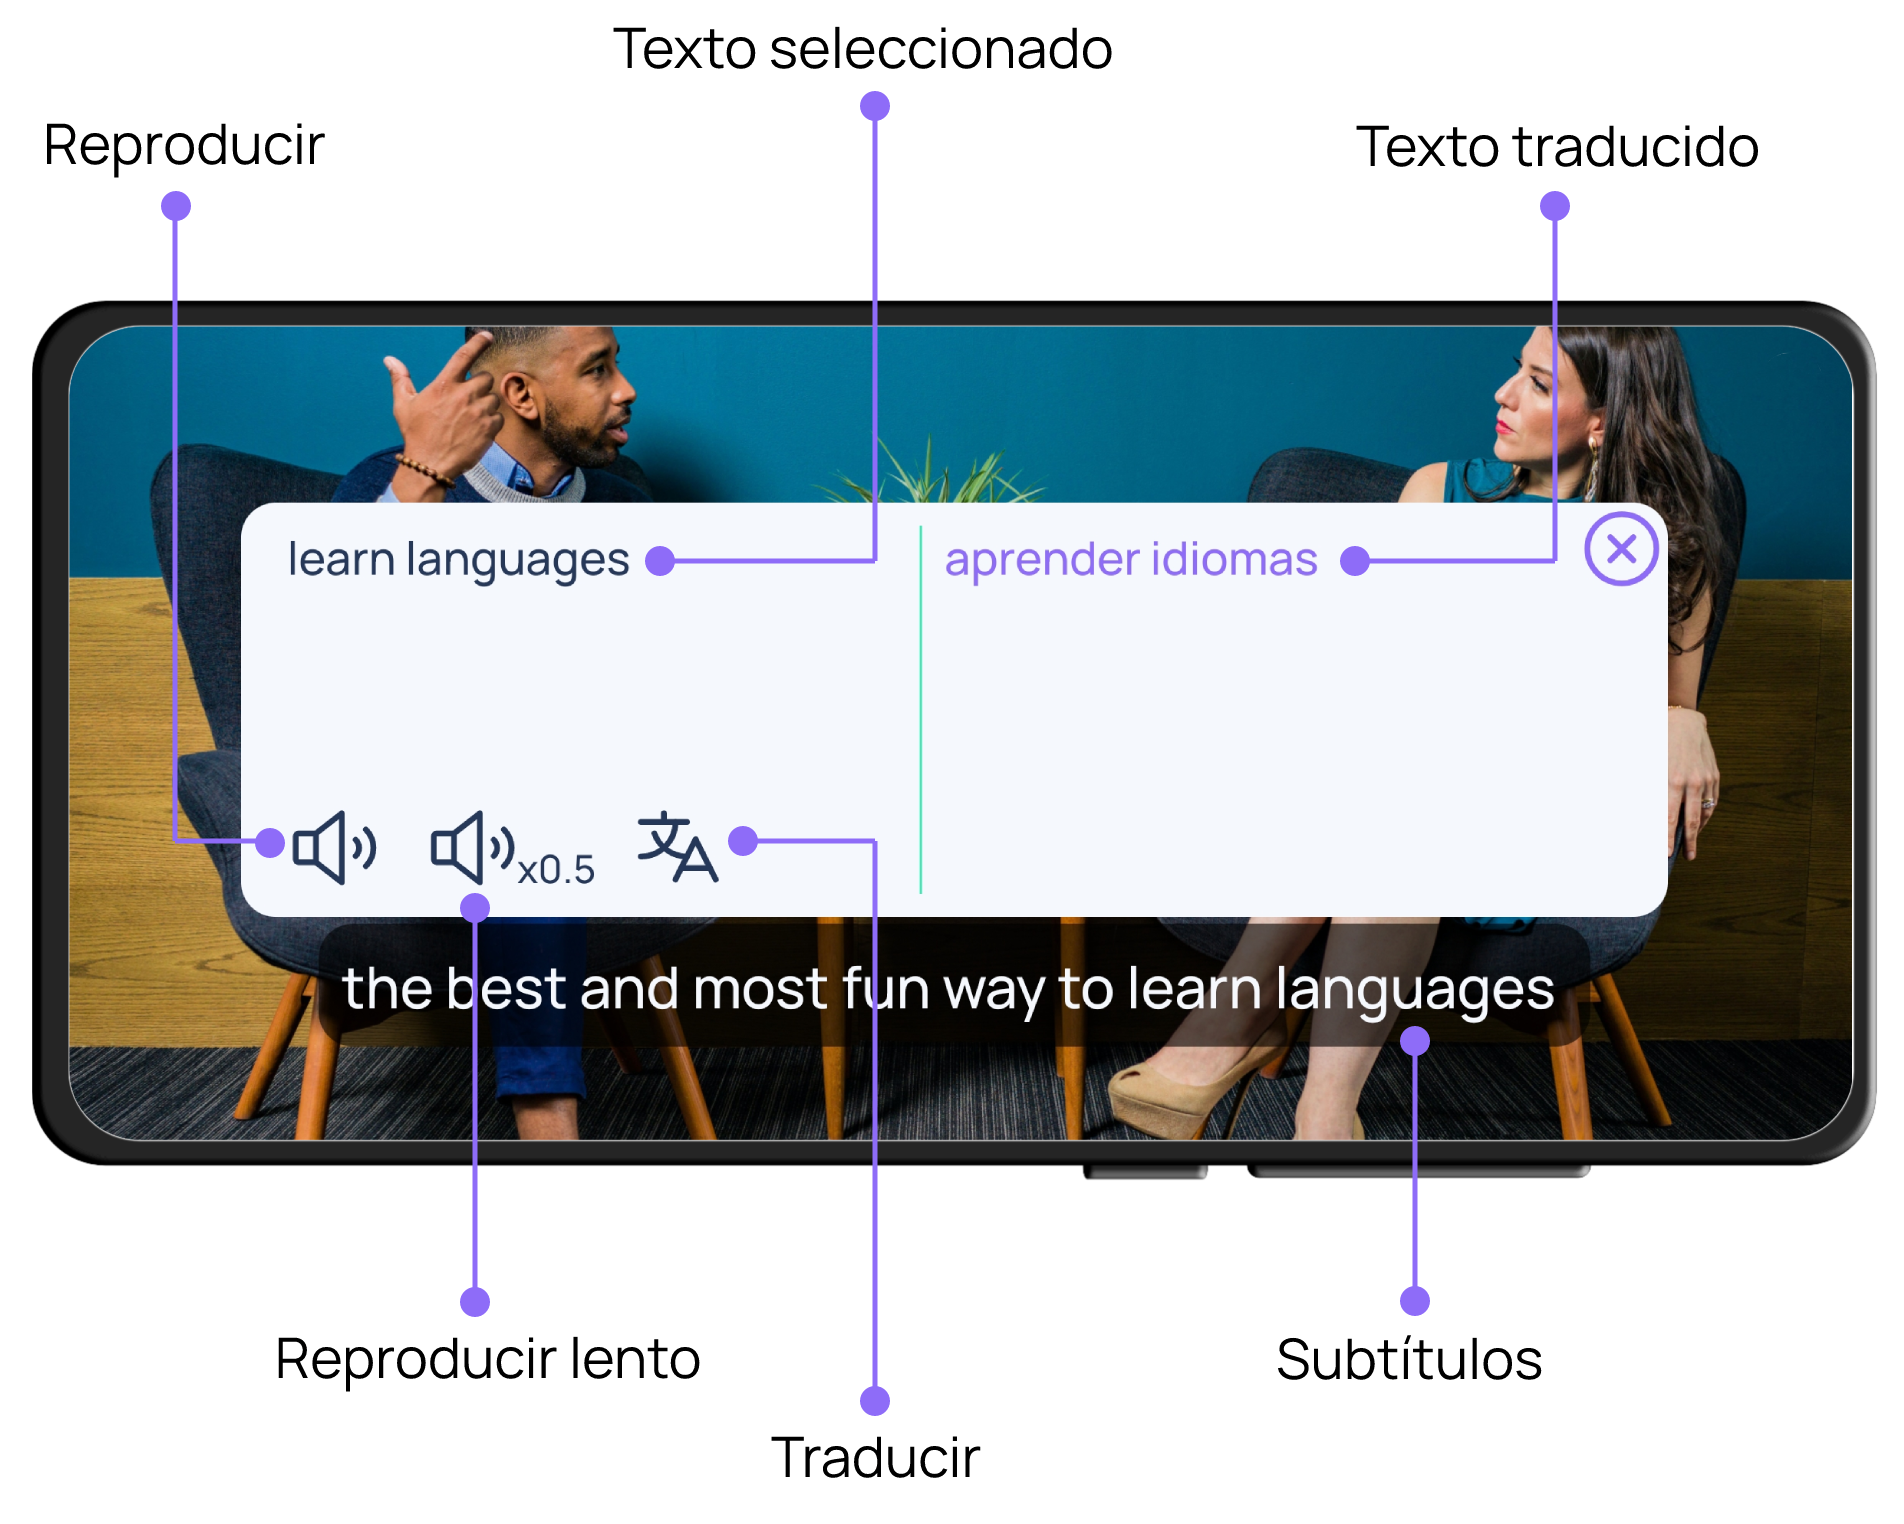 Texto seleccionado
Reproducir
Texto traducido
learn languages
aprender idiomas
x0.5
the best and most fun way to learn languages
Reproducir lento
Subtítulos
Traducir